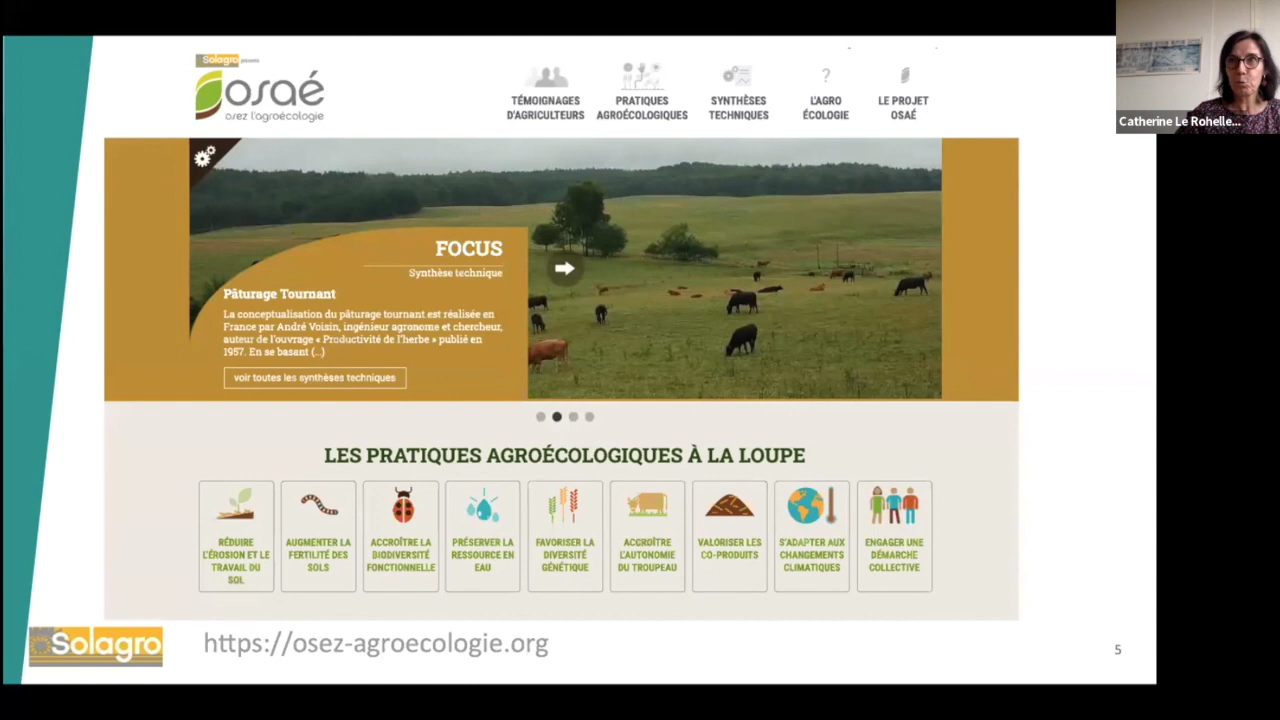 Solagro présente
osaé
osez l'agroécologie
TÉMOIGNAGES
D'AGRICULTEURS
PRATIQUES
AGROÉCOLOGIQUES
SYNTHÈSES
TECHNIQUES
?
L'AGRO
ÉCOLOGIE
LE PROJET
OSAÉ
Catherine Le Rohelle...
FOCUS
Synthèse technique
Pâturage Tournant
La conceptualisation du pâturage tournant est réalisée en
France par André Voisin, ingénieur agronome et chercheur,
auteur de l'ouvrage « Productivité de l'herbe » publié en
1957. En se basant (...)
voir toutes les synthèses techniques
LES PRATIQUES AGROÉCOLOGIQUES À LA LOUPE
RÉDUIRE
L'ÉROSION ET LE
TRAVAIL DU
SOL
AUGMENTER LA
FERTILITÉ DES
SOLS
ACCROÎTRE LA
BIODIVERSITÉ
FONCTIONNELLE
PRÉSERVER LA
RESSOURCE EN
EAU
FAVORISER LA
DIVERSITÉ
GÉNÉTIQUE
ACCROÎTRE
L'AUTONOMIE
DU TROUPEAU
VALORISER LES
CO-PRODUITS
S'ADAPTER AUX
CHANGEMENTS
CLIMATIQUES
ENGAGER UNE
DÉMARCHE
COLLECTIVE
Solagro
https://osez-agroecologie.org
5